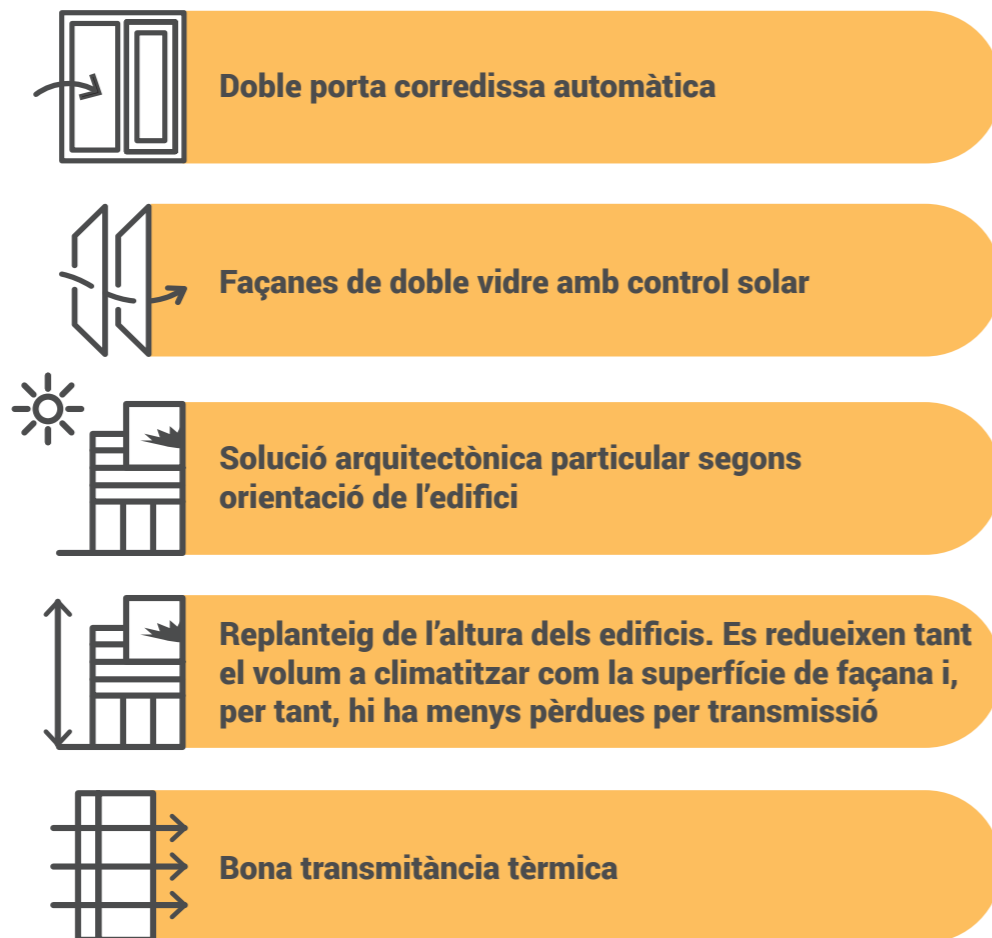 Doble porta corredissa automàtica
Façanes de doble vidre amb control solar
Solució arquitectònica particular segons
orientació de l’edifici
Replanteig de l’altura dels edificis. Es redueixen tant
el volum a climatitzar com la superfície de façana i,
per tant, hi ha menys pèrdues per transmissió
Bona transmitància tèrmica